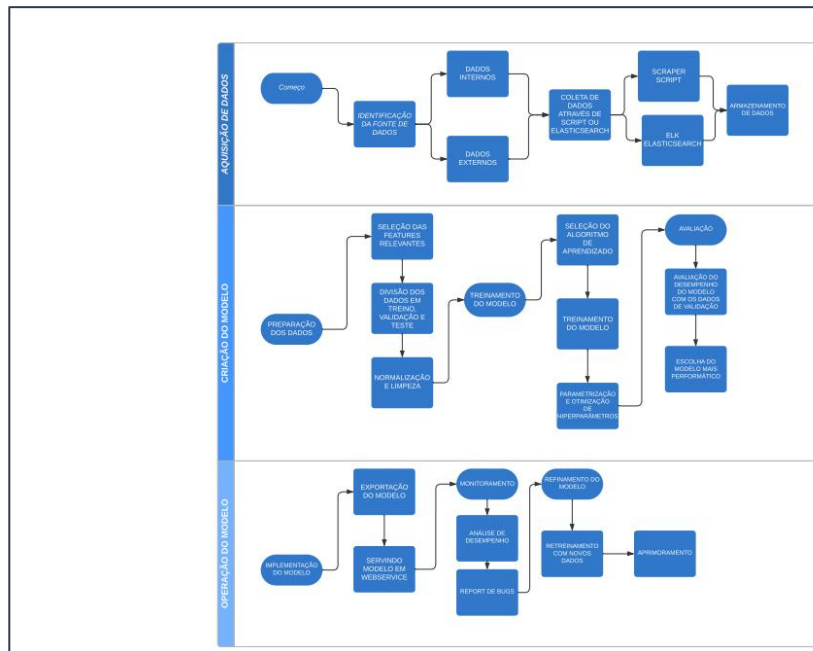 AQUISIÇÃO DE DADOS
Começo
IDENTIFICAÇÃO
DA FONTE DE
DADOS
DADOS
INTERNOS
DADOS
EXTERNOS
COLETA DE
DADOS
ATRAVÉS DE
SCRIPT OU
ELASTICSEARCH
SCRAPER
SCRIPT
ELK
ELASTICSEARCH
ARMAZENAMENTO
DE DADOS
CRIAÇÃO DO MODELO
PREPARAÇÃO
DOS DADOS
SELEÇÃO DAS
FEATURES
RELEVANTES
DIVISÃO DOS
DADOS EM
TREINO,
VALIDAÇÃO E
TESTE
NORMALIZAÇÃO
E LIMPEZA
TREINAMENTO
DO MODELO
SELEÇÃO DO
ALGORITMO
DE
APRENDIZADO
TREINAMENTO
DO MODELO
PARAMETRIZAÇÃO
E OTIMIZAÇÃO
DE
HIPERPARÂMETROS
AVALIAÇÃO
AVALIAÇÃO DO
DESEMPENHO
DO MODELO
COM OS DADOS
DE VALIDAÇÃO
ESCOLHA DO
MODELO MAIS
PERFORMÁTICO
OPERAÇÃO DO MODELO
IMPLEMENTAÇÃO
DO MODELO
EXPORTAÇÃO
DO MODELO
SERVINDO
MODELO EM
WEBSERVICE
MONITORAMENTO
ANÁLISE DE
DESEMPENHO
REPORT DE BUGS
REFINAMENTO DO
MODELO
RETREINAMENTO
COM NOVOS
DADOS
APRIMORAMENTO